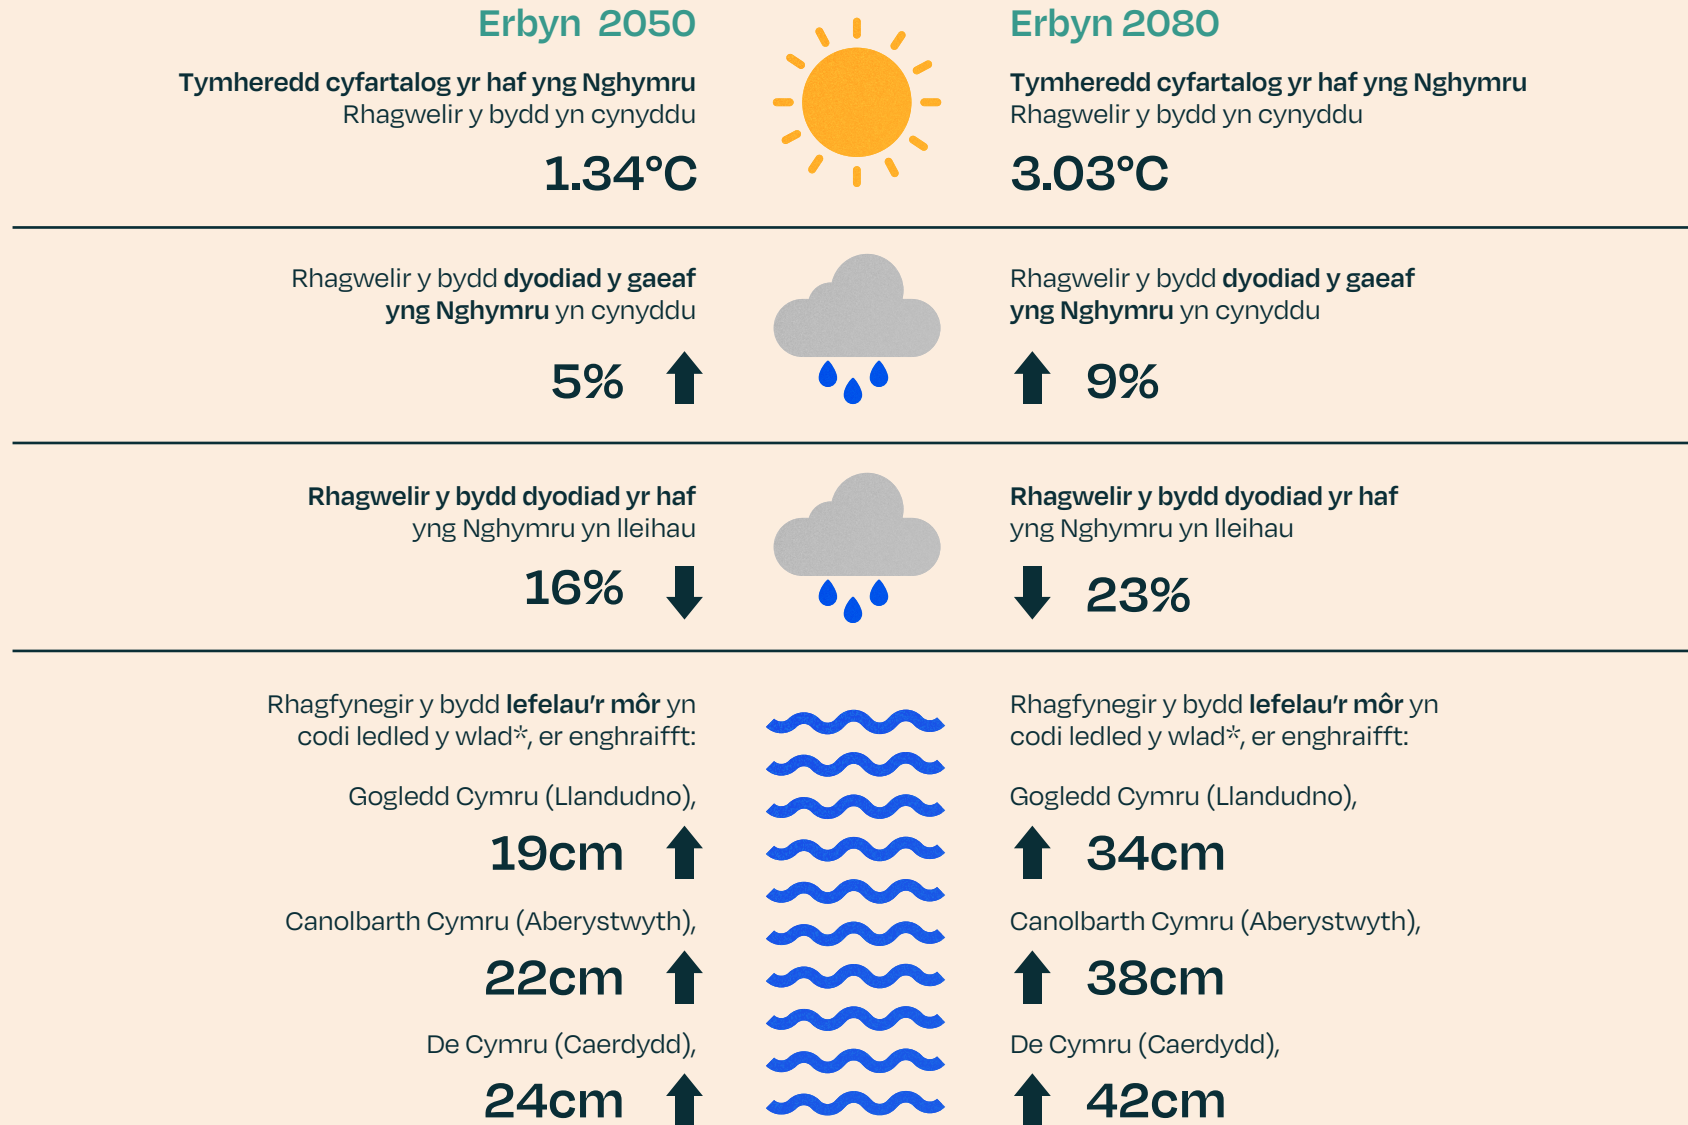 Erbyn 2050
Tymheredd cyfartalog yr haf yng Nghymru
Rhagwelir y bydd yn cynyddu
1.34°C
Erbyn 2080
Tymheredd cyfartalog yr haf yng Nghymru
Rhagwelir y bydd yn cynyddu
3.03°C
Rhagwelir y bydd dyodiad y gaeaf
yng Nghymru yn cynyddu
5%
Rhagwelir y bydd dyodiad y gaeaf
yng Nghymru yn cynyddu
9%
Rhagwelir y bydd dyodiad yr haf
yng Nghymru yn lleihau
16%
Rhagwelir y bydd dyodiad yr haf
yng Nghymru yn lleihau
23%
Rhagfynegir y bydd lefelau’r môr yn
codi ledled y wlad*, er enghraifft:
Gogledd Cymru (Llandudno),
19cm
Canolbarth Cymru (Aberystwyth),
22cm
De Cymru (Caerdydd),
24cm
Rhagfynegir y bydd lefelau’r môr yn
codi ledled y wlad*, er enghraifft:
Gogledd Cymru (Llandudno),
34cm
Canolbarth Cymru (Aberystwyth),
38cm
De Cymru (Caerdydd),
42cm